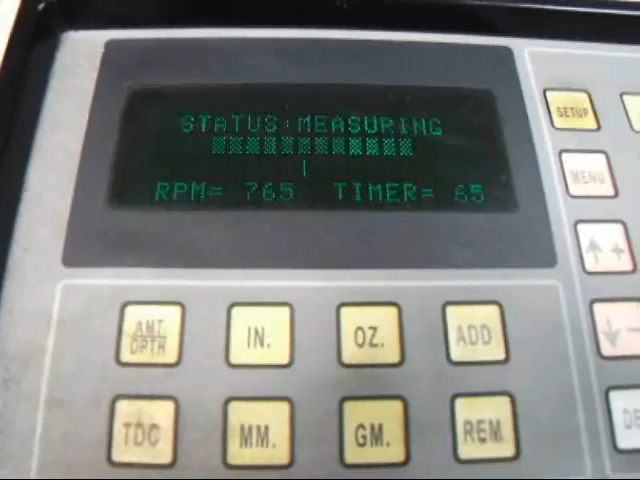 STATUS:MEASURING
RPM= 765 TIMER= 65
SETUP
MENU
AMT.
DPTH
IN.
OZ.
ADD
TDC
MM.
GM.
REM